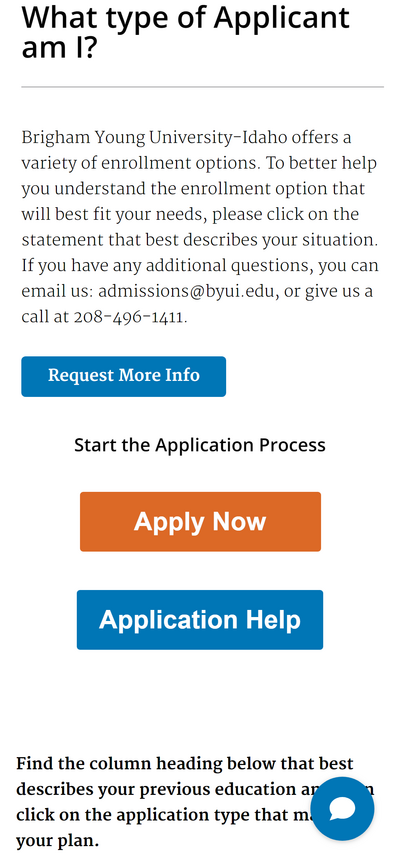 What type of Applicant
am I?
Brigham Young University-Idaho offers a
variety of enrollment options. To better help
you understand the enrollment option that
will best fit your needs, please click on the
statement that best describes your situation.
If you have any additional questions, you can
email us: admissions@byui.edu, or give us a
call at 208-496-1411.
Request More Info
Start the Application Process
Apply Now
Application Help
Find the column heading below that best
describes your previous education
click on the application type that
your plan.